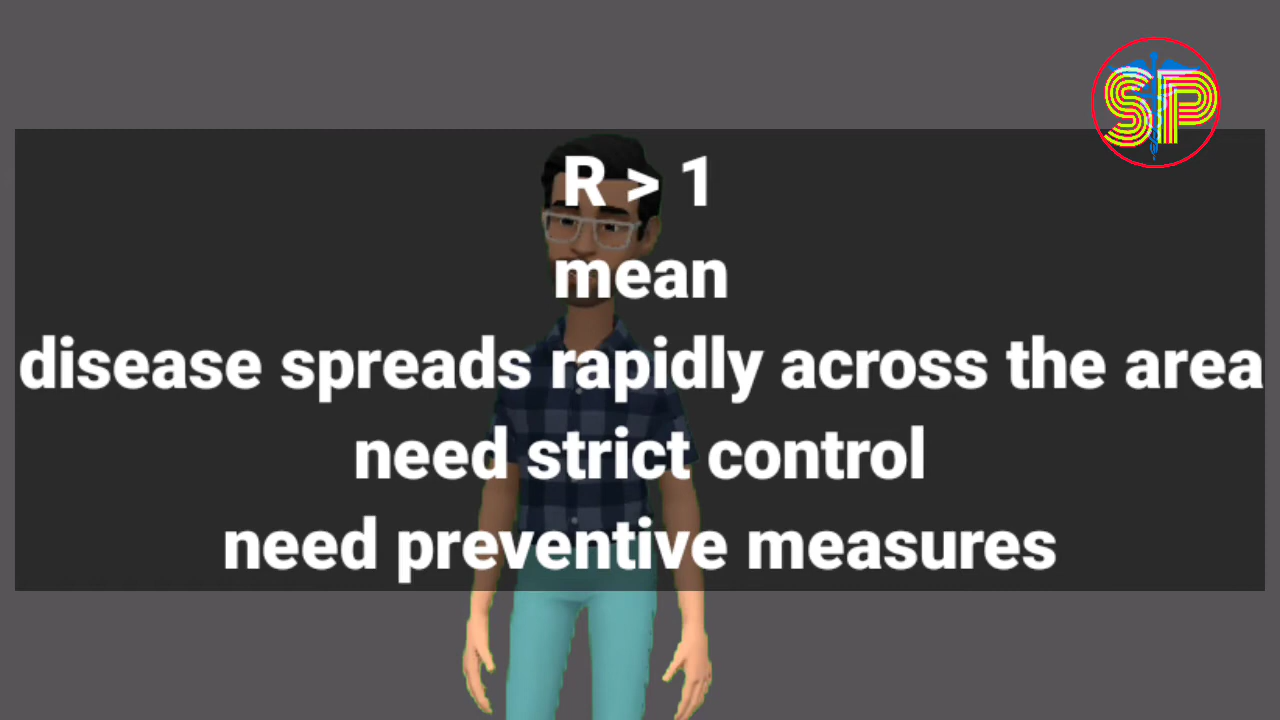 SP
R > 1
mean
disease spreads rapidly across the area
need strict control
need preventive measures